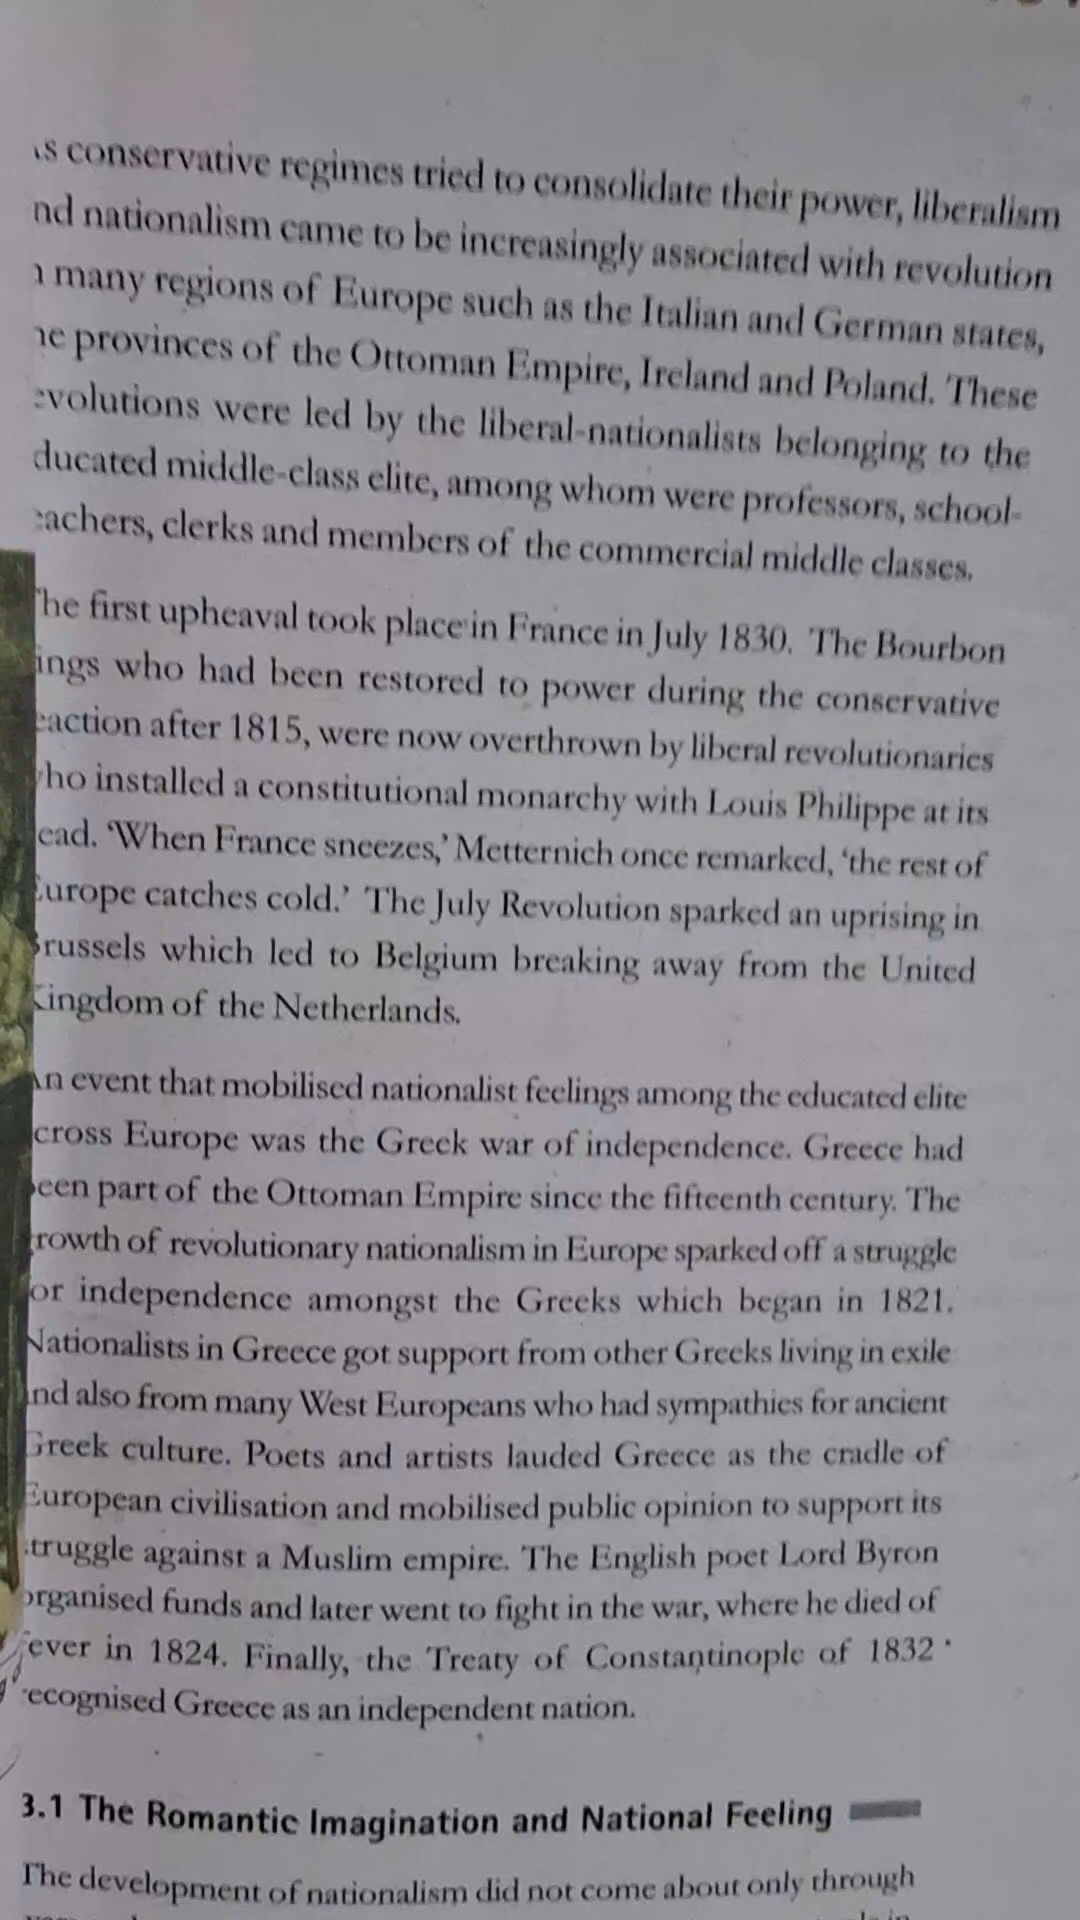 s conservative regimes tried to consolidate their power, liberalism
nd nationalism came to be increasingly associated with revolution
many regions of Europe such as the Italian and German states,
he provinces of the Ottoman Empire, Ireland and Poland. These
evolutions were led by the liberal-nationalists belonging to the
ducated middle-class elite, among whom were professors, school-
eachers, clerks and members of the commercial middle classes.
The first upheaval took place in France in July 1830. The Bourbon
ings who had been restored to power during the conservative
eaction after 1815, were now overthrown by liberal revolutionaries
who installed a constitutional monarchy with Louis Philippe at its
ead. 'When France sneezes,' Metternich once remarked, 'the rest of
Europe catches cold.' The July Revolution sparked an uprising in
Brussels which led to Belgium breaking away from the United
Kingdom of the Netherlands.
An event that mobilised nationalist feelings among the educated elite
cross Europe was the Greek war of independence. Greece had
been part of the Ottoman Empire since the fifteenth century. The
rowth of revolutionary nationalism in Europe sparked off a struggle
or independence amongst the Greeks which began in 1821.
Nationalists in Greece got support from other Greeks living in exile
and also from many West Europeans who had sympathies for ancient
Greek culture. Poets and artists lauded Greece as the cradle of
European civilisation and mobilised public opinion to support its
truggle against a Muslim empire. The English poet Lord Byron
organised funds and later went to fight in the war, where he died of
fever in 1824. Finally, the Treaty of Constantinople of 1832
recognised Greece as an independent nation.
3.1 The Romantic Imagination and National Feeling
The development of nationalism did not come about only through